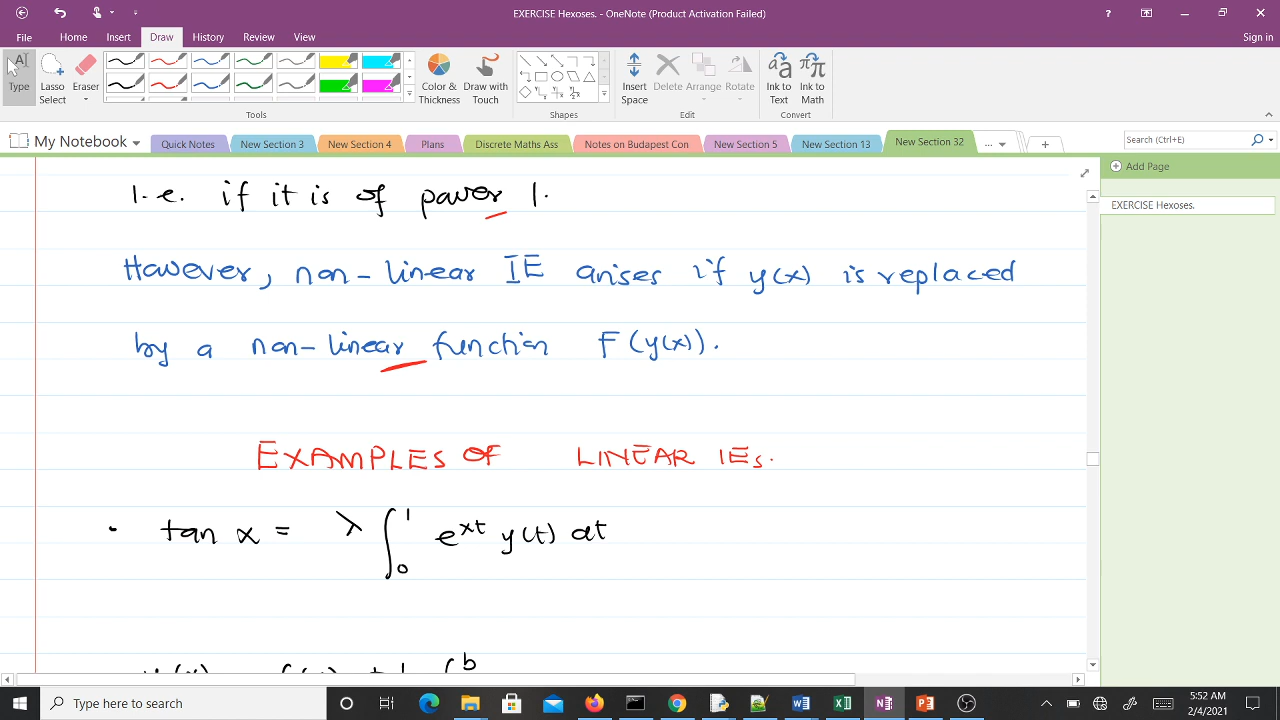 EXERCISE Hexoses. - OneNote (Product Activation Failed)
Sign in
File Home Insert Draw History Review View
Type
Lasso Select
Eraser
Color & Thickness
Draw with Touch
Insert Space
Delete
Arrange
Rotate
Ink to Text
Ink to Math
Tools Shapes Edit Convert
My Notebook
Quick Notes
New Section 3
New Section 4
Plans
Discrete Maths Ass
Notes on Budapest Con
New Section 5
New Section 13
New Section 32
...
Search (Ctrl+E)
Add Page
EXERCISE Hexoses.
I.e. if it is of power 1.
However, non-linear IE arises if y(x) is replaced
by a non-linear function F(y(x)).
EXAMPLES OF LINEAR IEs.
• tan x = λ ∫₀¹ e^xt y(t) dt
b
Type here to search
5:52 AM
2/4/2021